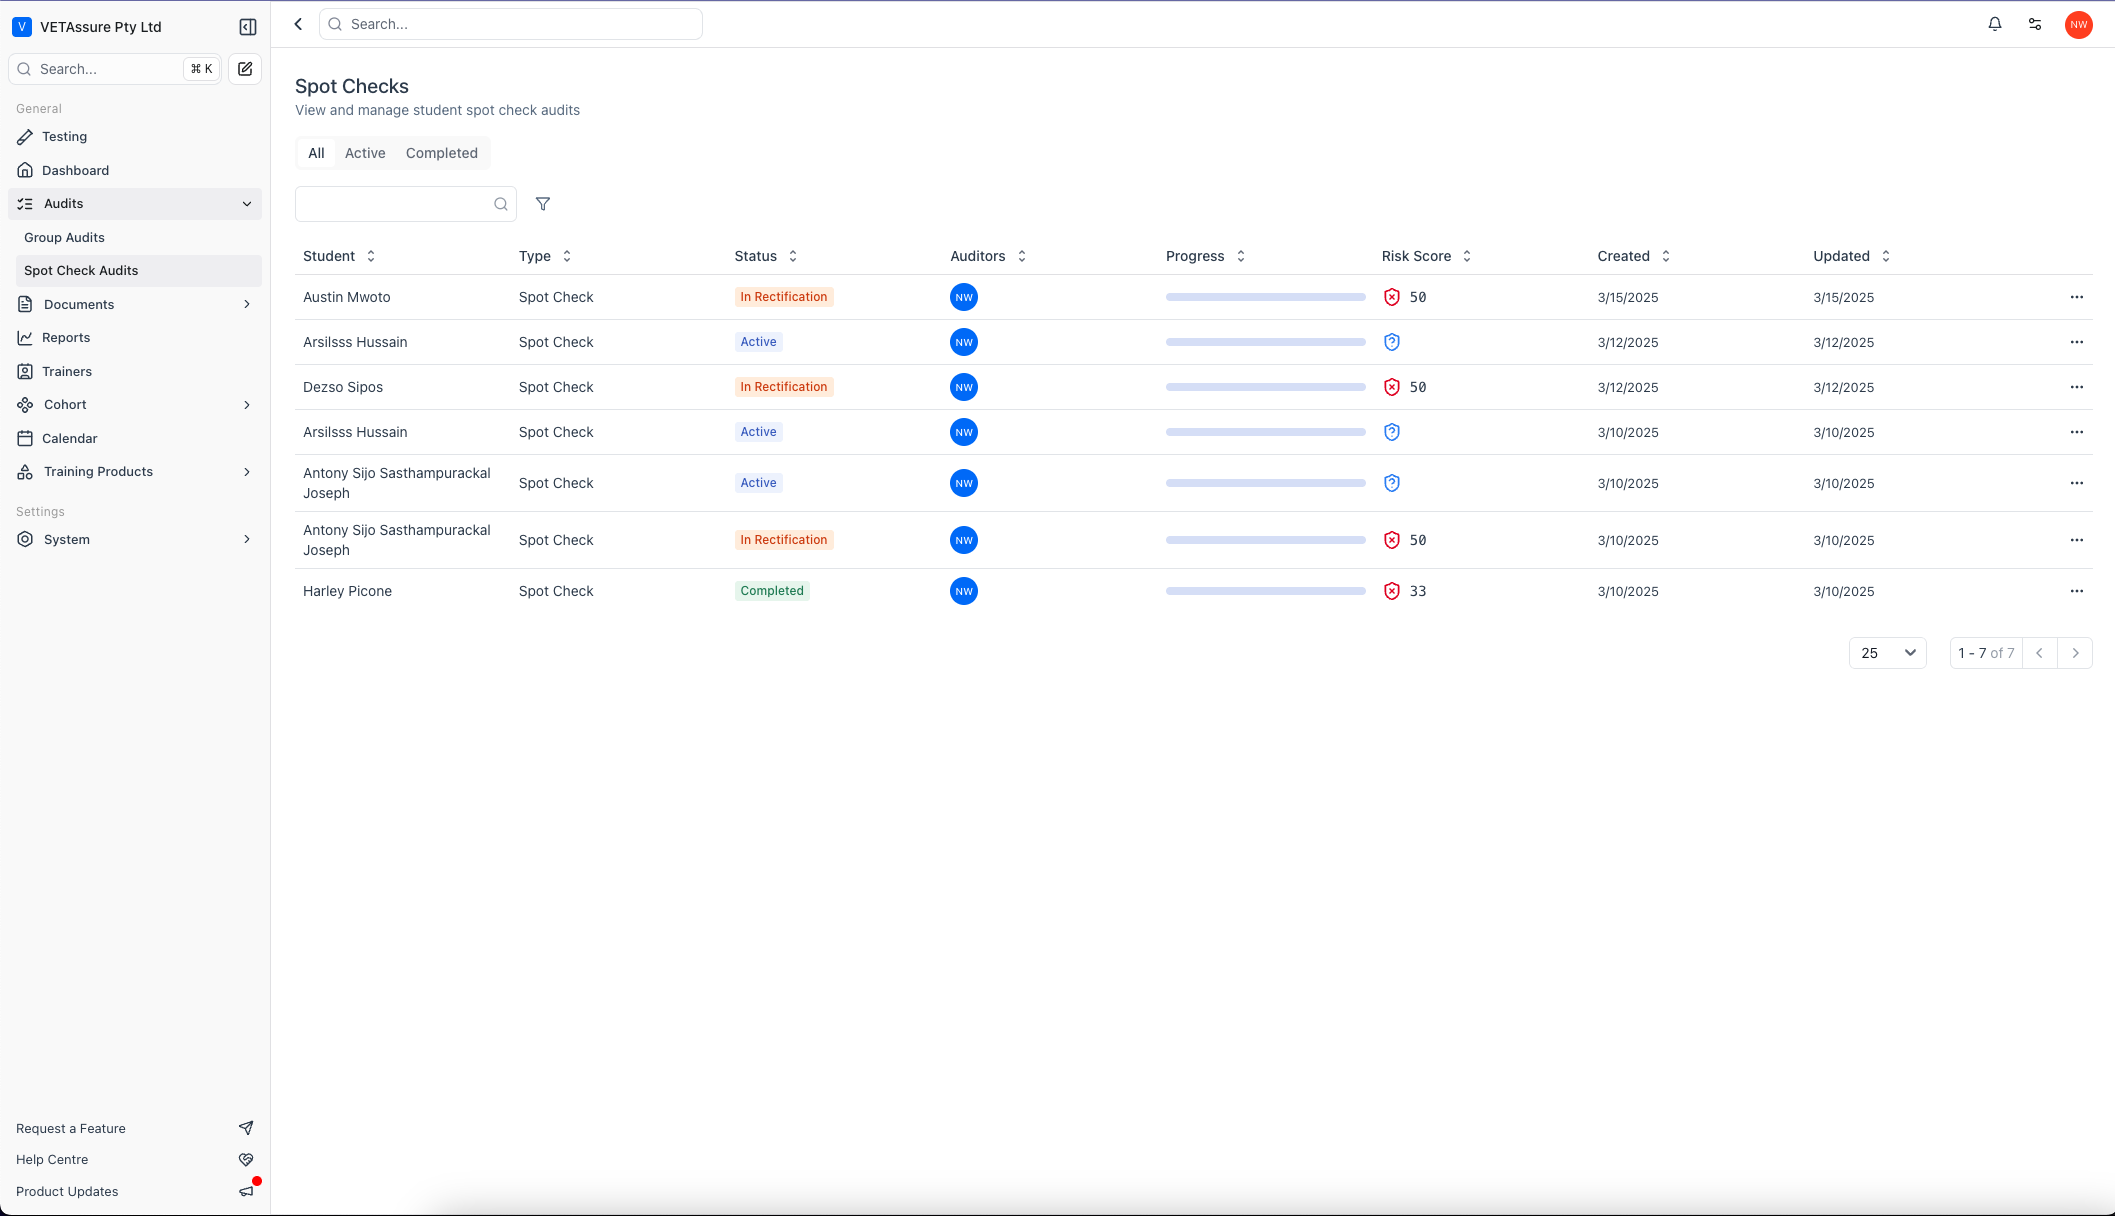 V VETAssure Pty Ltd
Search... ⌘ K
General
Testing
Dashboard
Audits
Group Audits
Spot Check Audits
Documents
Reports
Trainers
Cohort
Calendar
Training Products
Settings
System
Request a Feature
Help Centre
Product Updates
Search... NW
Spot Checks
View and manage student spot check audits
All Active Completed
Student Type Status Auditors Progress Risk Score Created Updated
Austin Mwoto Spot Check In Rectification NW 50 3/15/2025 3/15/2025 ...
Arsilsss Hussain Spot Check Active NW 3/12/2025 3/12/2025 ...
Dezso Sipos Spot Check In Rectification NW 50 3/12/2025 3/12/2025 ...
Arsilsss Hussain Spot Check Active NW 3/10/2025 3/10/2025 ...
Antony Sijo Sasthampurackal
Joseph Spot Check Active NW 3/10/2025 3/10/2025 ...
Antony Sijo Sasthampurackal
Joseph Spot Check In Rectification NW 50 3/10/2025 3/10/2025 ...
Harley Picone Spot Check Completed NW 33 3/10/2025 3/10/2025 ...
25 1 - 7 of 7